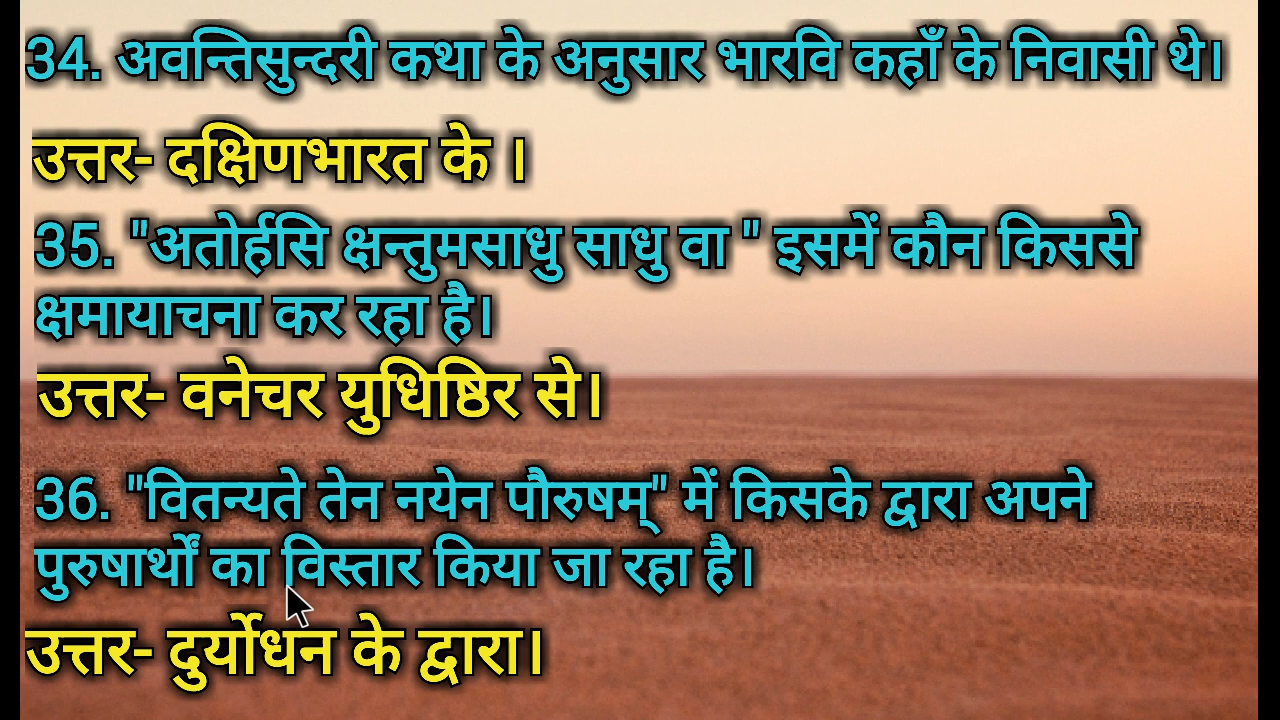 34. अवन्तिसुन्दरी कथा के अनुसार भारवि कहाँ के निवासी थे।
उत्तर- दक्षिणभारत के ।
35. "अतोर्हसि क्षन्तुमसाधु साधु वा " इसमें कौन किससे
क्षमायाचना कर रहा है।
उत्तर- वनेचर युधिष्ठिर से।
36. "वितन्यते तेन नयेन पौरुषम्" में किसके द्वारा अपने
पुरुषार्थों का विस्तार किया जा रहा है।
उत्तर- दुर्योधन के द्वारा।